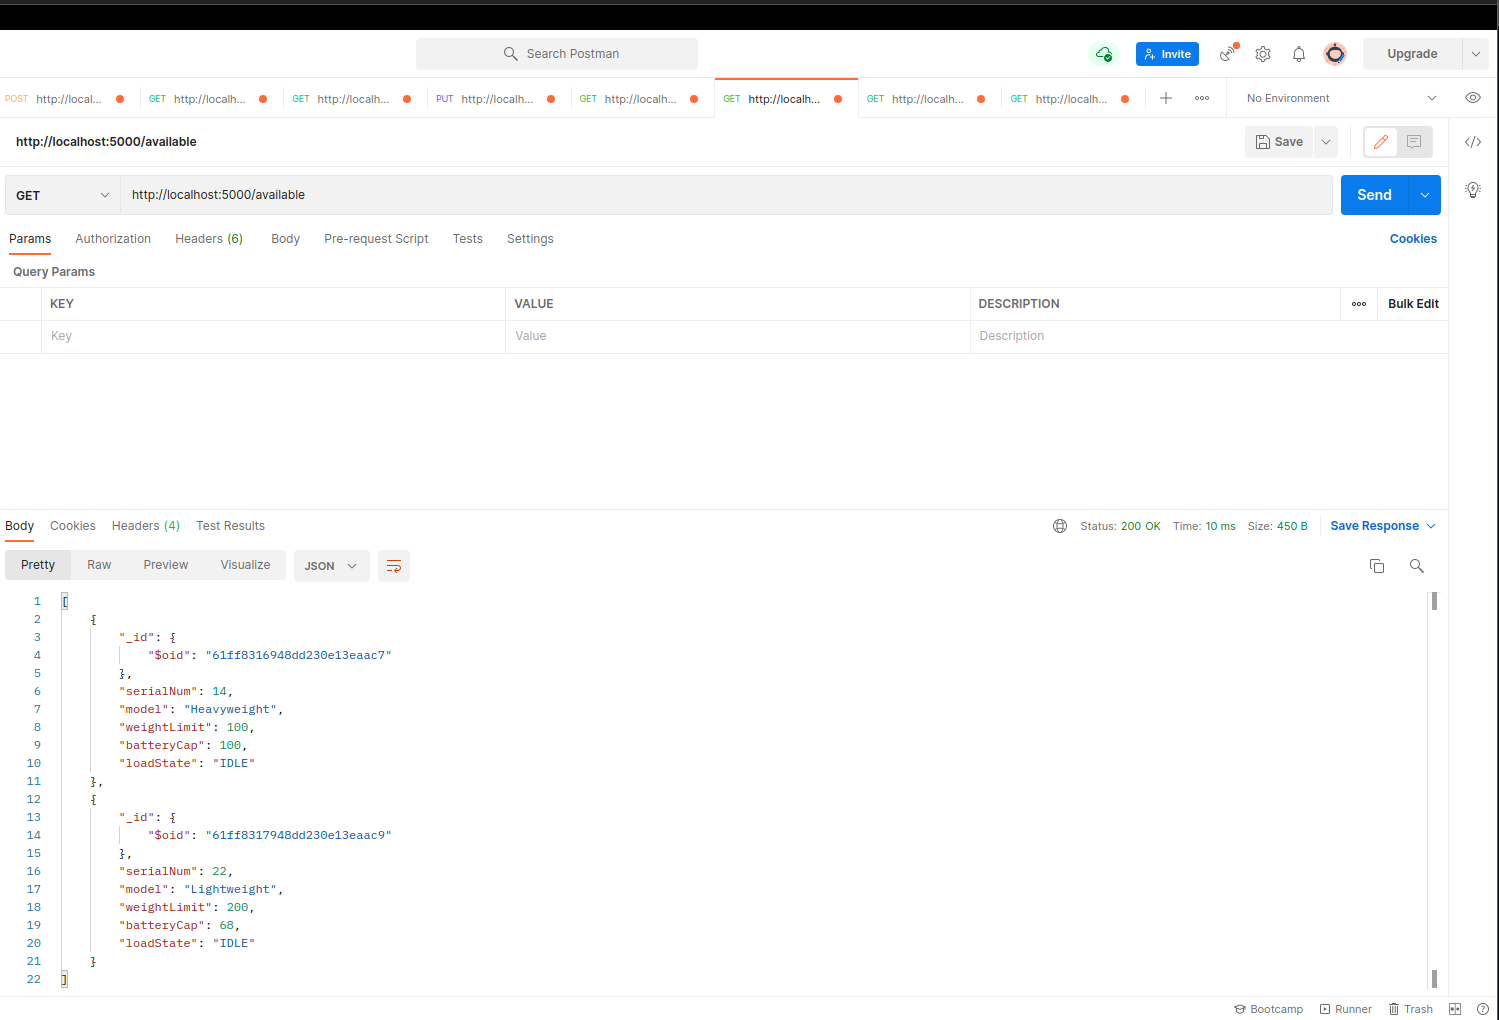 Search Postman
Invite
Upgrade
POST http://local...
GET http://localh...
GET http://localh...
PUT http://localh...
GET http://localh...
GET http://localh...
GET http://localh...
GET http://localh...
No Environment
http://localhost:5000/available
Save
GET
http://localhost:5000/available
Send
Params Authorization Headers (6) Body Pre-request Script Tests Settings
Cookies
Query Params
KEY VALUE DESCRIPTION Bulk Edit
Key Value Description
Body Cookies Headers (4) Test Results
Status: 200 OK Time: 10 ms Size: 450 B Save Response
Pretty Raw Preview Visualize JSON
1 [
2 {
3 "_id": {
4 "$oid": "61ff8316948dd230e13eaac7"
5 },
6 "serialNum": 14,
7 "model": "Heavyweight",
8 "weightLimit": 100,
9 "batteryCap": 100,
10 "loadState": "IDLE"
11 },
12 {
13 "_id": {
14 "$oid": "61ff8317948dd230e13eaac9"
15 },
16 "serialNum": 22,
17 "model": "Lightweight",
18 "weightLimit": 200,
19 "batteryCap": 68,
20 "loadState": "IDLE"
21 }
22 ]
Bootcamp Runner Trash